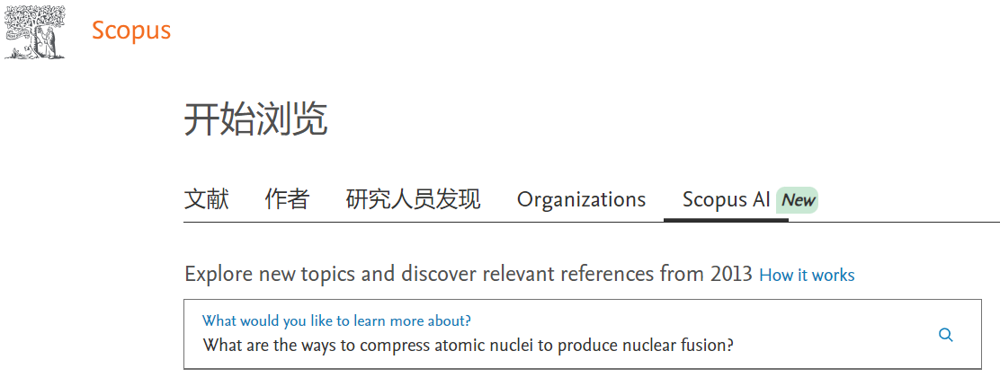 Scopus
开始浏览
文献 作者 研究人员发现 Organizations Scopus AI New
Explore new topics and discover relevant references from 2013 How it works
What would you like to learn more about?
What are the ways to compress atomic nuclei to produce nuclear fusion?